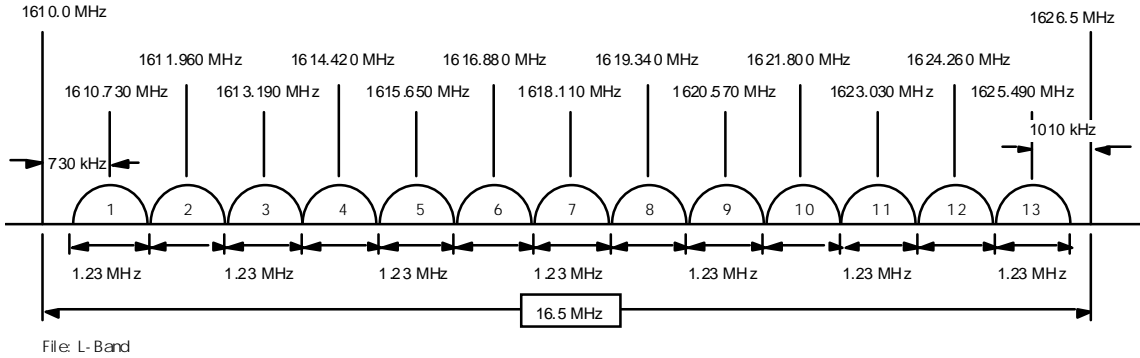 1610.0 MHz
1626.5 MHz
1611.960 MHz 1614.420 MHz 1616.880 MHz 1619.340 MHz 1621.800 MHz 1624.260 MHz
1610.730 MHz 1613.190 MHz 1615.650 MHz 1618.110 MHz 1620.570 MHz 1623.030 MHz 1625.490 MHz
1010 kHz
730 kHz
1 2 3 4 5 6 7 8 9 10 11 12 13
1.23 MHz 1.23 MHz 1.23 MHz 1.23 MHz 1.23 MHz 1.23 MHz 1.23 MHz
16.5 MHz
File: L-Band